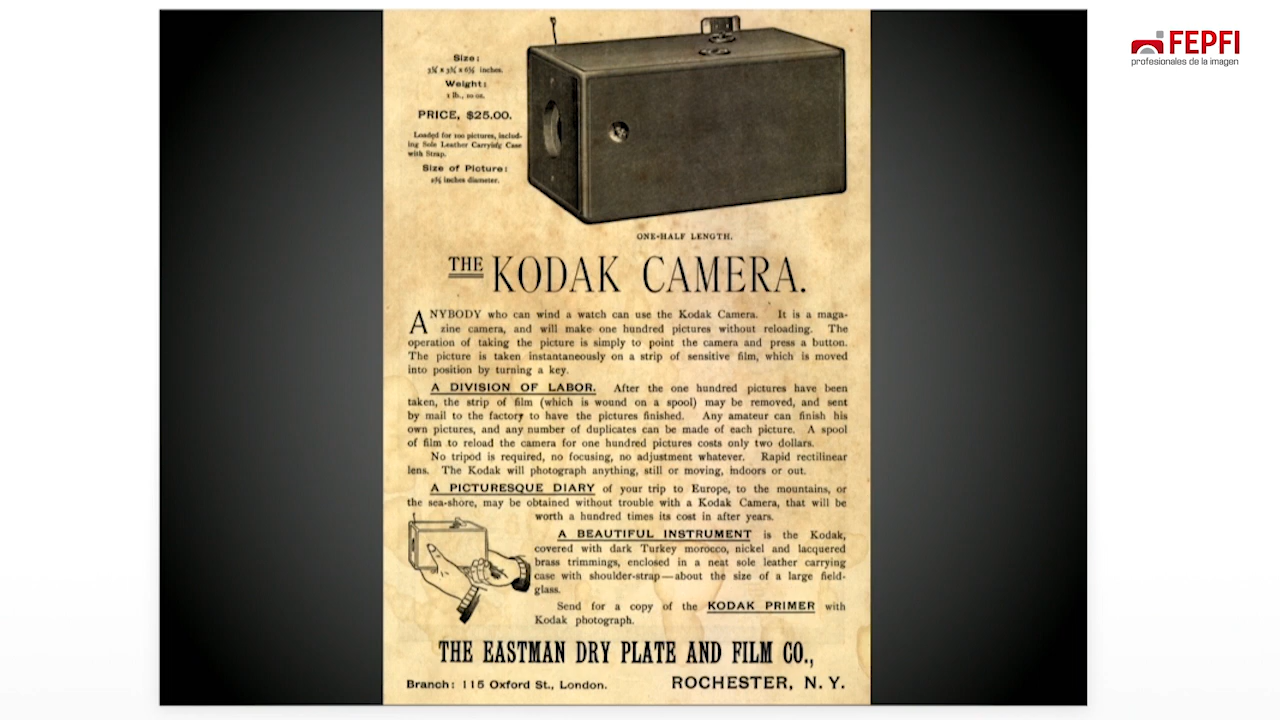 FEPFI
profesionales de la imagen
Size:
3¾ x 3¾ x 6½ inches.
Weight:
1 lb., 10 oz.
PRICE, $25.00.
Loaded for 100 pictures, includ-
ing Sole Leather Carrying Case
with Strap.
Size of Picture:
inches diameter.
ONE-HALF LENGTH.
THE KODAK CAMERA.
ANYBODY who can wind a watch can use the Kodak Camera. It is a maga-
zine camera, and will make one hundred pictures without reloading. The
operation of taking the picture is simply to point the camera and press a button.
The picture is taken instantaneously on a strip of sensitive film, which is moved
into position by turning a key.
A DIVISION OF LABOR. After the one hundred pictures have been
taken, the strip of film (which is wound on a spool) may be removed, and sent
by mail to the factory to have the pictures finished. Any amateur can finish his
own pictures, and any number of duplicates can be made of each picture. A spool
of film to reload the camera for one hundred pictures costs only two dollars.
No tripod is required, no focusing, no adjustment whatever. Rapid rectilinear
lens. The Kodak will photograph anything, still or moving, indoors or out.
A PICTURESQUE DIARY of your trip to Europe, to the mountains, or
the sea-shore, may be obtained without trouble with a Kodak Camera, that will be
worth a hundred times its cost in after years.
A BEAUTIFUL INSTRUMENT is the Kodak,
covered with dark Turkey morocco, nickel and lacquered
brass trimmings, enclosed in a neat sole leather carrying
case with shoulder-strap—about the size of a large field-
glass.
Send for a copy of the KODAK PRIMER with
Kodak photograph.
THE EASTMAN DRY PLATE AND FILM CO.,
Branch: 115 Oxford St., London. ROCHESTER, N. Y.